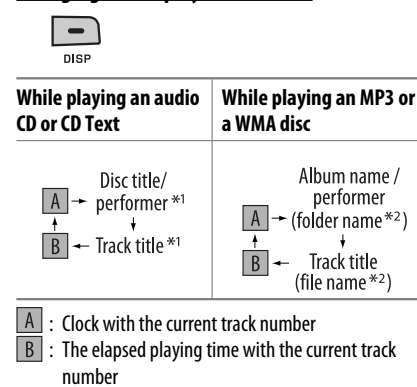 DISP
While playing an audio
CD or CD Text
While playing an MP3 or
a WMA disc
Disc title/
A performer *1
B Track title *1
Album name /
performer
A (folder name*2)
B Track title
(file name*2)
A : Clock with the current track number
B : The elapsed playing time with the current track
number